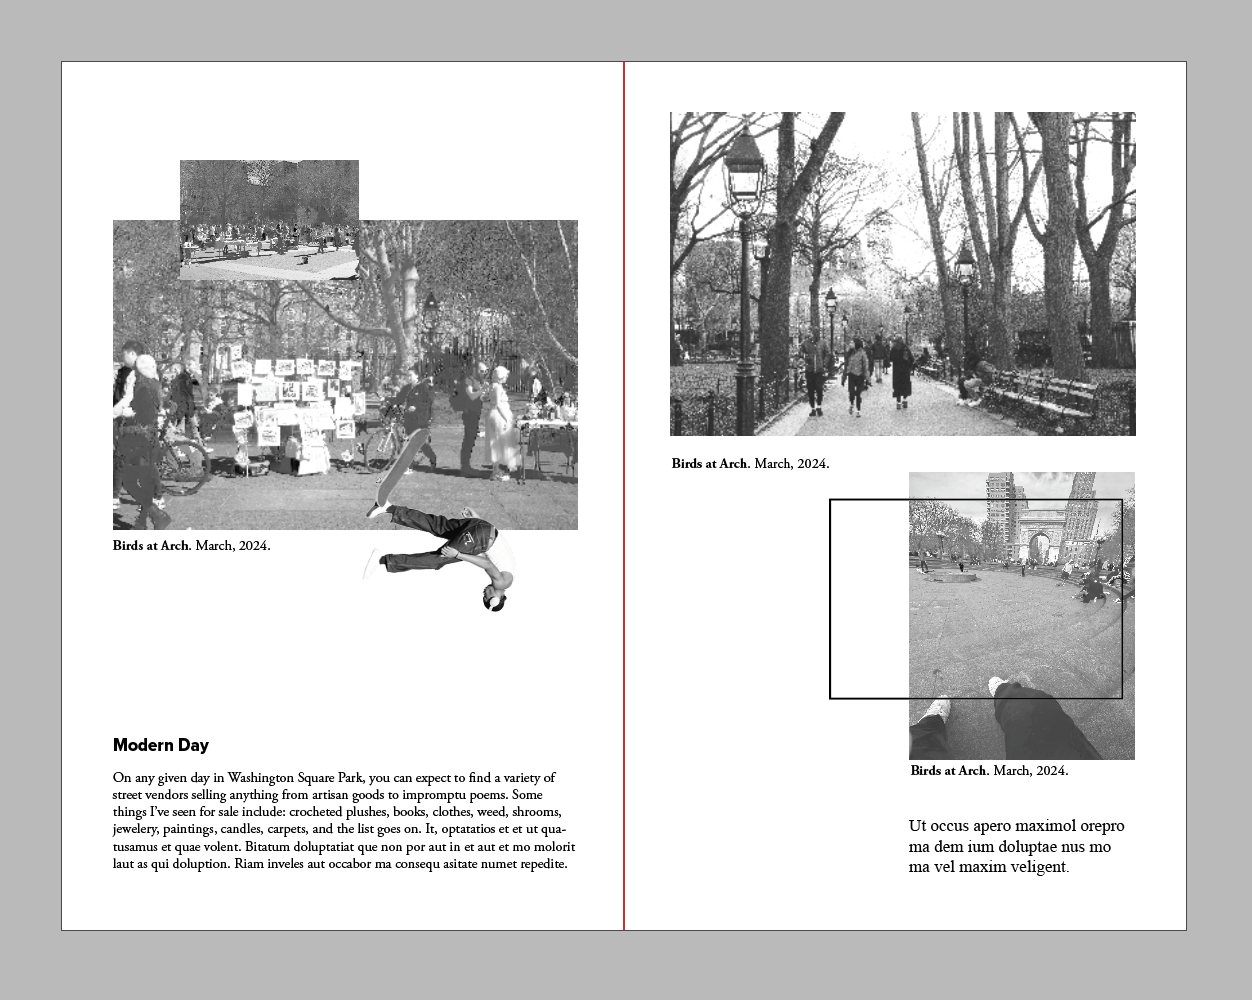 Birds at Arch. March, 2024.
Modern Day
On any given day in Washington Square Park, you can expect to find a variety of
street vendors selling anything from artisan goods to impromptu poems. Some
things I’ve seen for sale include: crocheted plushes, books, clothes, weed, shrooms,
jewelery, paintings, candles, carpets, and the list goes on. It, optatatios et et ut qua-
tusamus et quae volent. Bitatum doluptatiat que non por aut in et aut et mo molorit
laut as qui doluption. Riam inveles aut occabor ma consequ asitate numet repedite.
Birds at Arch. March, 2024.
Birds at Arch. March, 2024.
Ut occus apero maximol orepro
ma dem ium doluptae nus mo
ma vel maxim veligent.